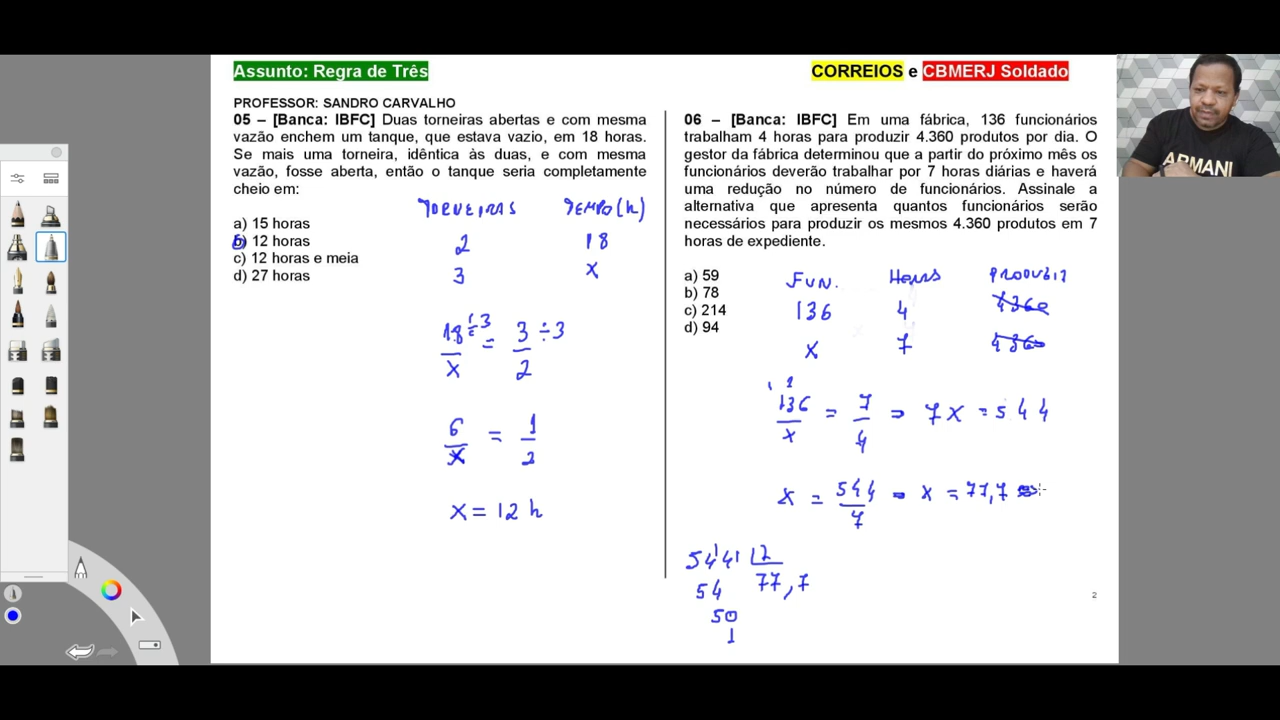 Assunto: Regra de Três
CORREIOS e CBMERJ Soldado
PROFESSOR: SANDRO CARVALHO
05 – [Banca: IBFC] Duas torneiras abertas e com mesma
vazão enchem um tanque, que estava vazio, em 18 horas.
Se mais uma torneira, idêntica às duas, e com mesma
vazão, fosse aberta, então o tanque seria completamente
cheio em:
a) 15 horas
b) 12 horas
c) 12 horas e meia
d) 27 horas
TORNEIRAS TEMPO (h)
2 18
3 x
18 ÷3 = 3 ÷3
x 2
6 = 1
x 2
x = 12 h
06 – [Banca: IBFC] Em uma fábrica, 136 funcionários
trabalham 4 horas para produzir 4.360 produtos por dia. O
gestor da fábrica determinou que a partir do próximo mês os
funcionários deverão trabalhar por 7 horas diárias e haverá
uma redução no número de funcionários. Assinale a
alternativa que apresenta quantos funcionários serão
necessários para produzir os mesmos 4.360 produtos em 7
horas de expediente.
a) 59
b) 78
c) 214
d) 94
FUN. HORAS
136 4 4360
x 7 4360
1 2
136 = 7 = 7x = 544
x 4
x = 544 = x = 77,7
7
544 7
54 77,7
50
1
2
ARMANI